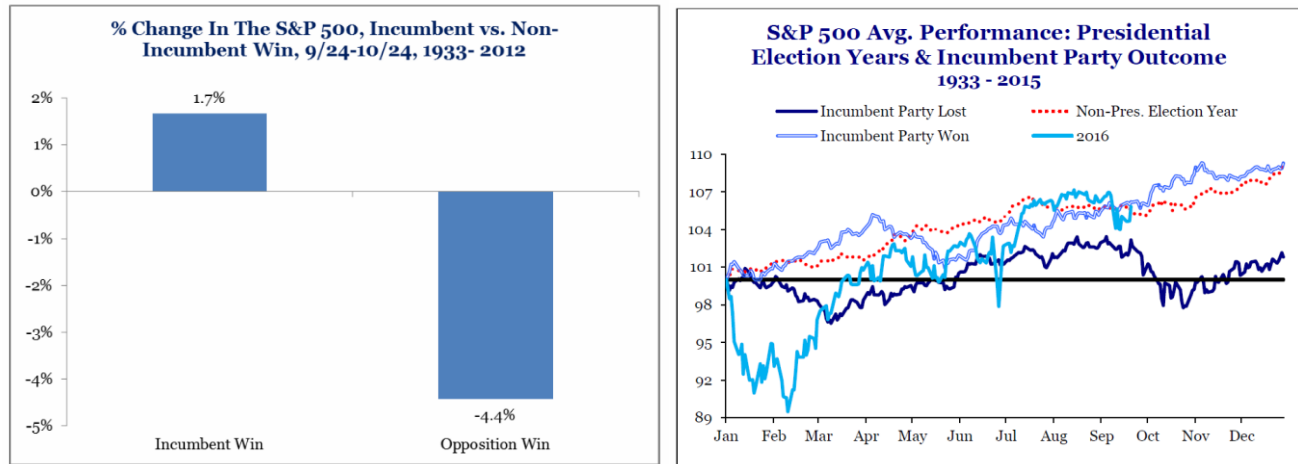 % Change In The S&P 500, Incumbent vs. Non-
Incumbent Win, 9/24-10/24, 1933- 2012
2%
1%
0%
-1%
-2%
-3%
-4%
-5%
1.7%
-4.4%
Incumbent Win
Opposition Win
S&P 500 Avg. Performance: Presidential
Election Years & Incumbent Party Outcome
1933 - 2015
Incumbent Party Lost
Non-Pres. Election Year
Incumbent Party Won
2016
110
107
104
101
98
95
92
89
Jan Feb Mar Apr May Jun Jul Aug Sep Oct Nov Dec